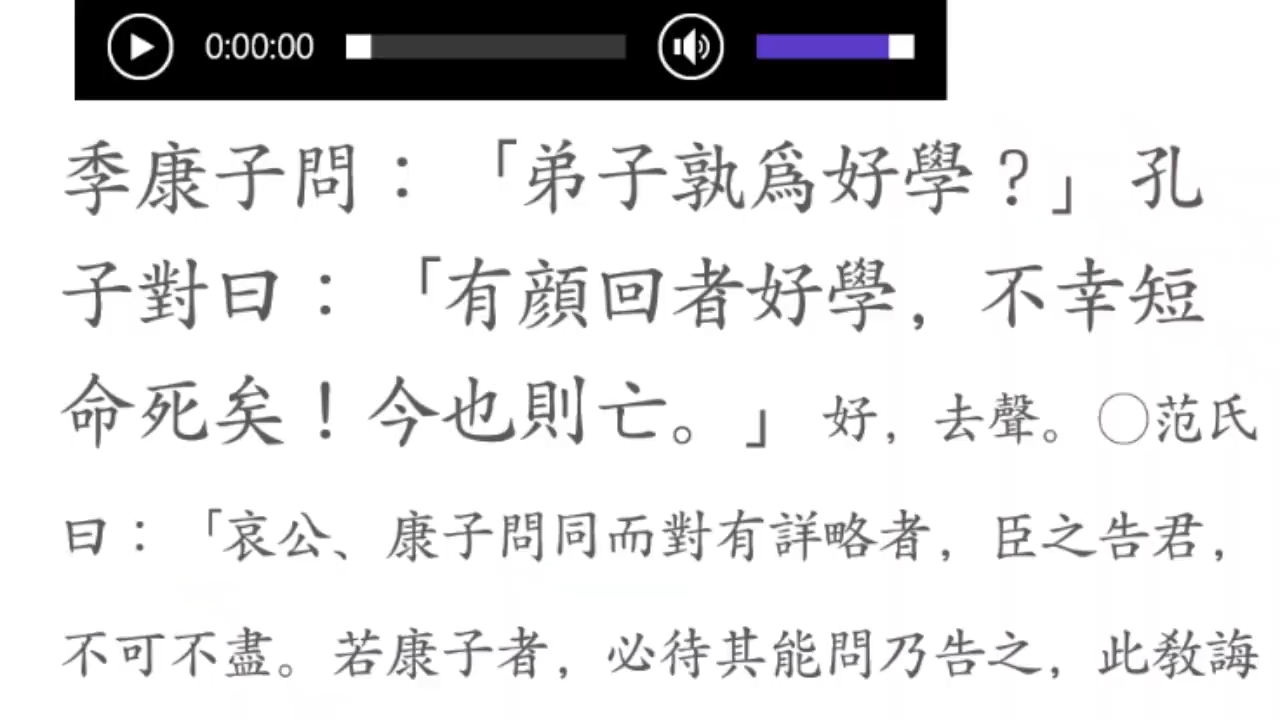 0:00:00
季康子問：「弟子孰爲好學？」孔
子對曰：「有顔回者好學，不幸短
命死矣！今也則亡。」好，去聲。○范氏
曰：「哀公、康子問同而對有詳略者，臣之告君，
不可不盡。若康子者，必待其能問乃告之，此敎誨